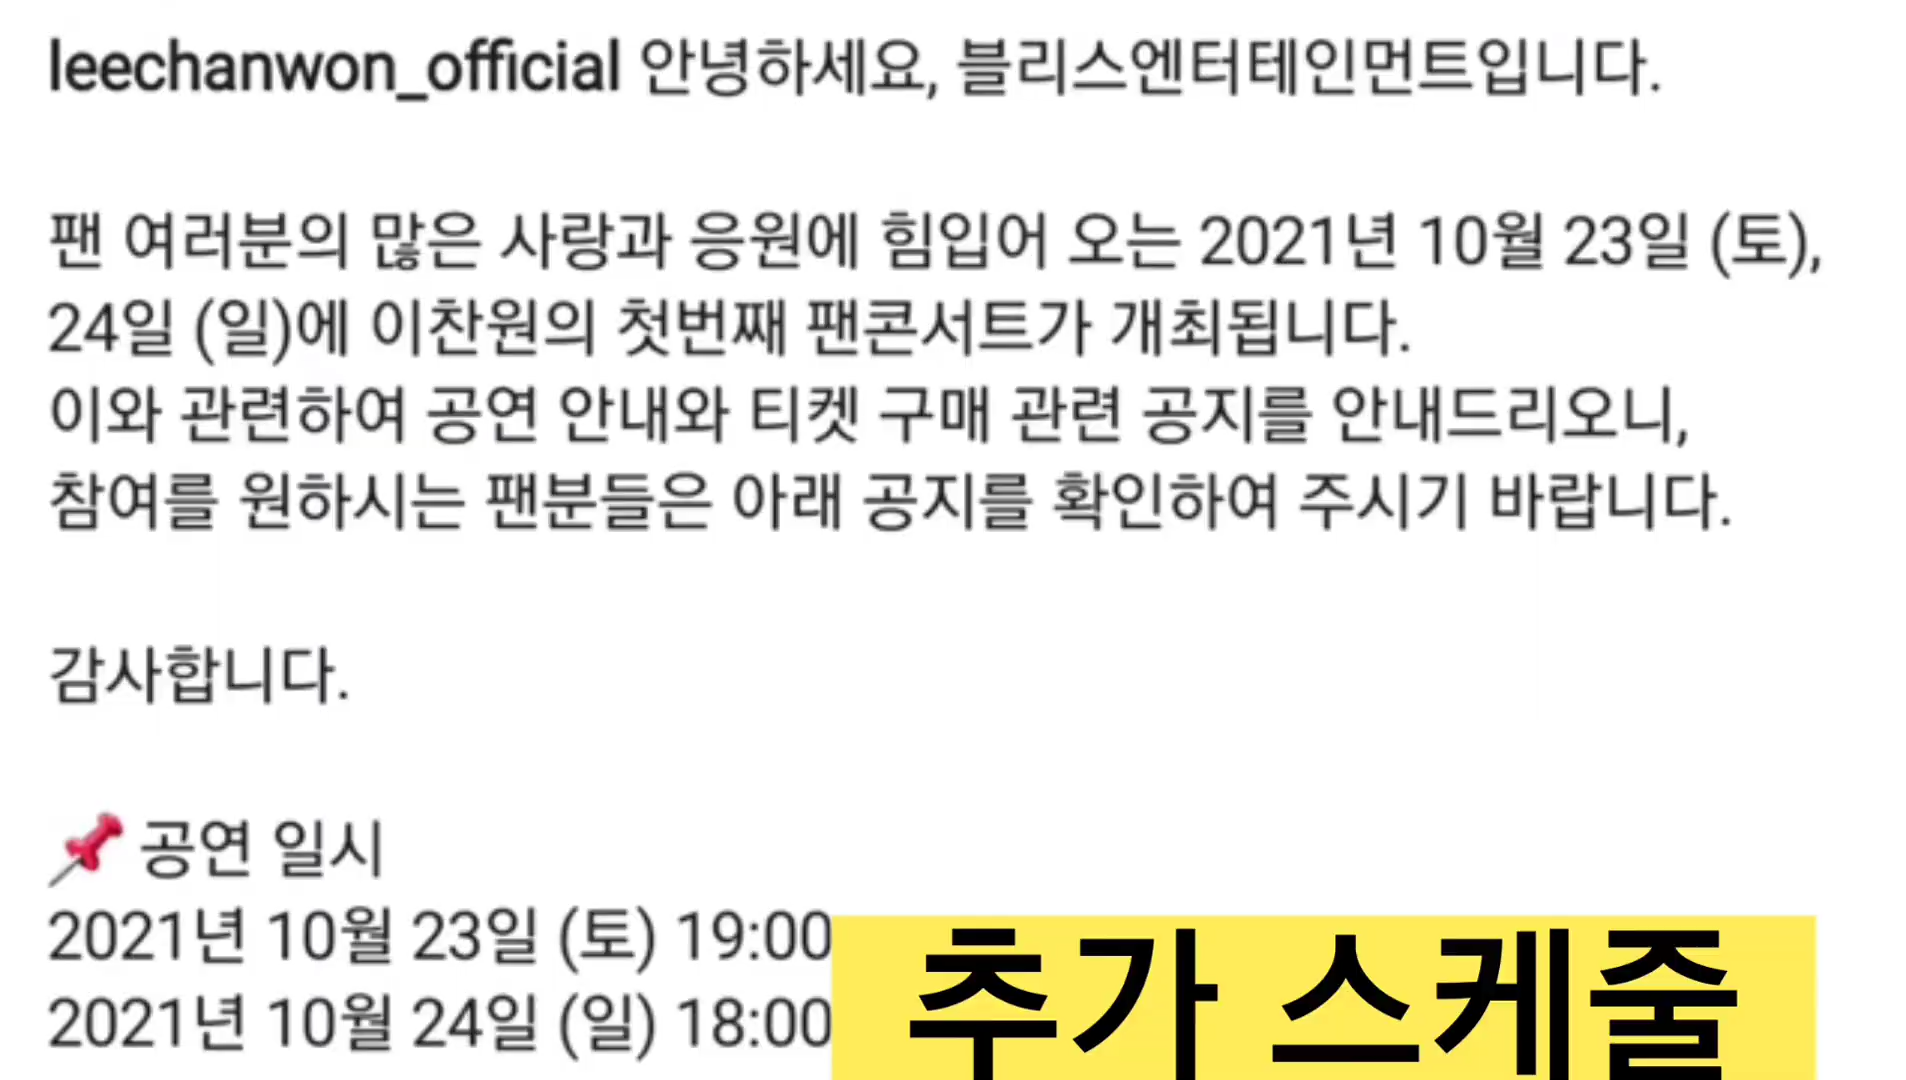 leechanwon_official 안녕하세요, 블리스엔터테인먼트입니다.
팬 여러분의 많은 사랑과 응원에 힘입어 오는 2021년 10월 23일 (토),
24일 (일)에 이찬원의 첫번째 팬콘서트가 개최됩니다.
이와 관련하여 공연 안내와 티켓 구매 관련 공지를 안내드리오니,
참여를 원하시는 팬분들은 아래 공지를 확인하여 주시기 바랍니다.
감사합니다.
📌 공연 일시
2021년 10월 23일 (토) 19:00
2021년 10월 24일 (일) 18:00
추가 스케줄